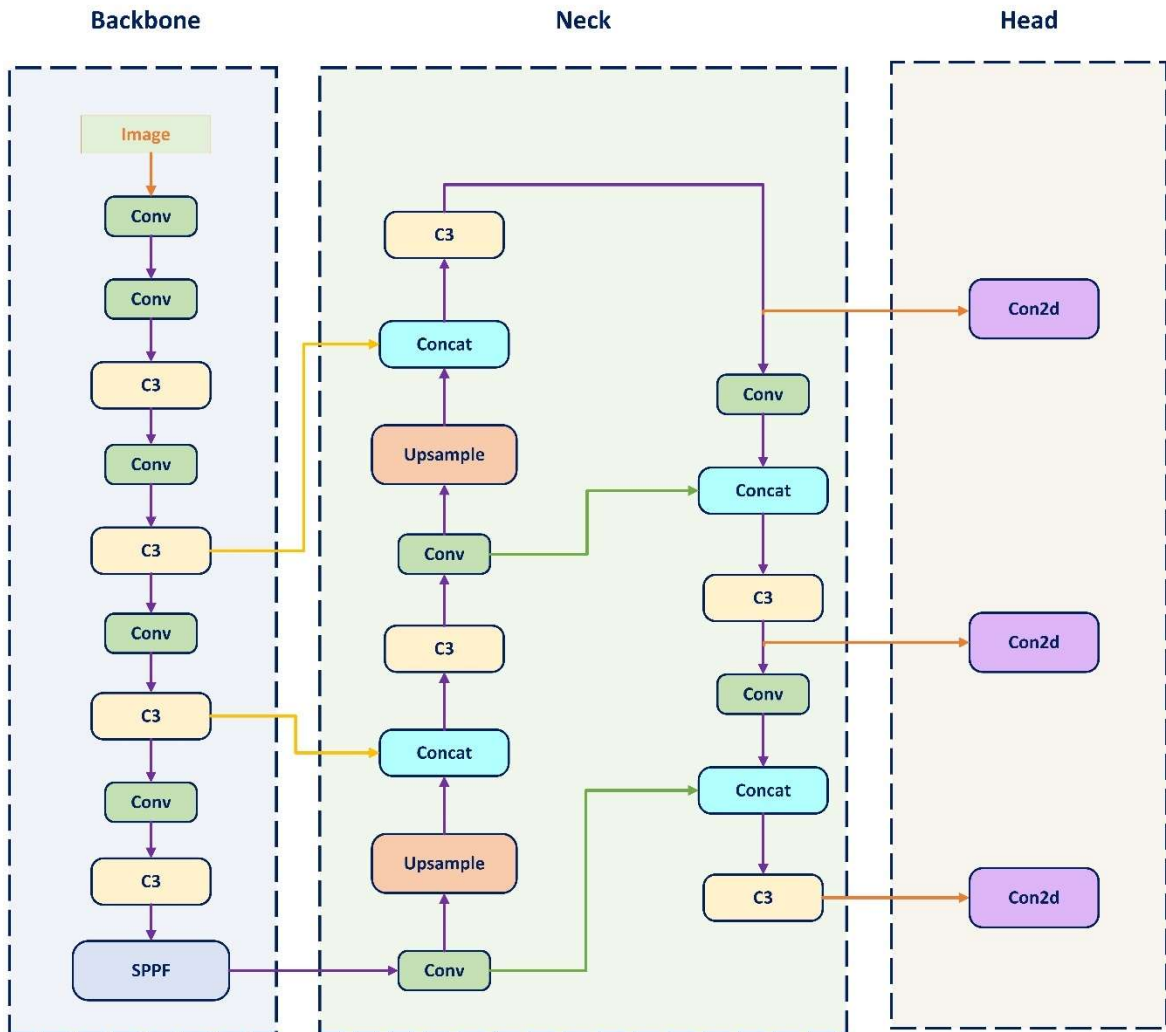 Backbone
Neck
Head
Image
Conv
Conv
C3
Conv
C3
Conv
C3
Conv
C3
SPPF
C3
Concat
Upsample
Conv
C3
Concat
Upsample
Conv
Conv
Concat
C3
Conv
Concat
C3
Con2d
Con2d
Con2d